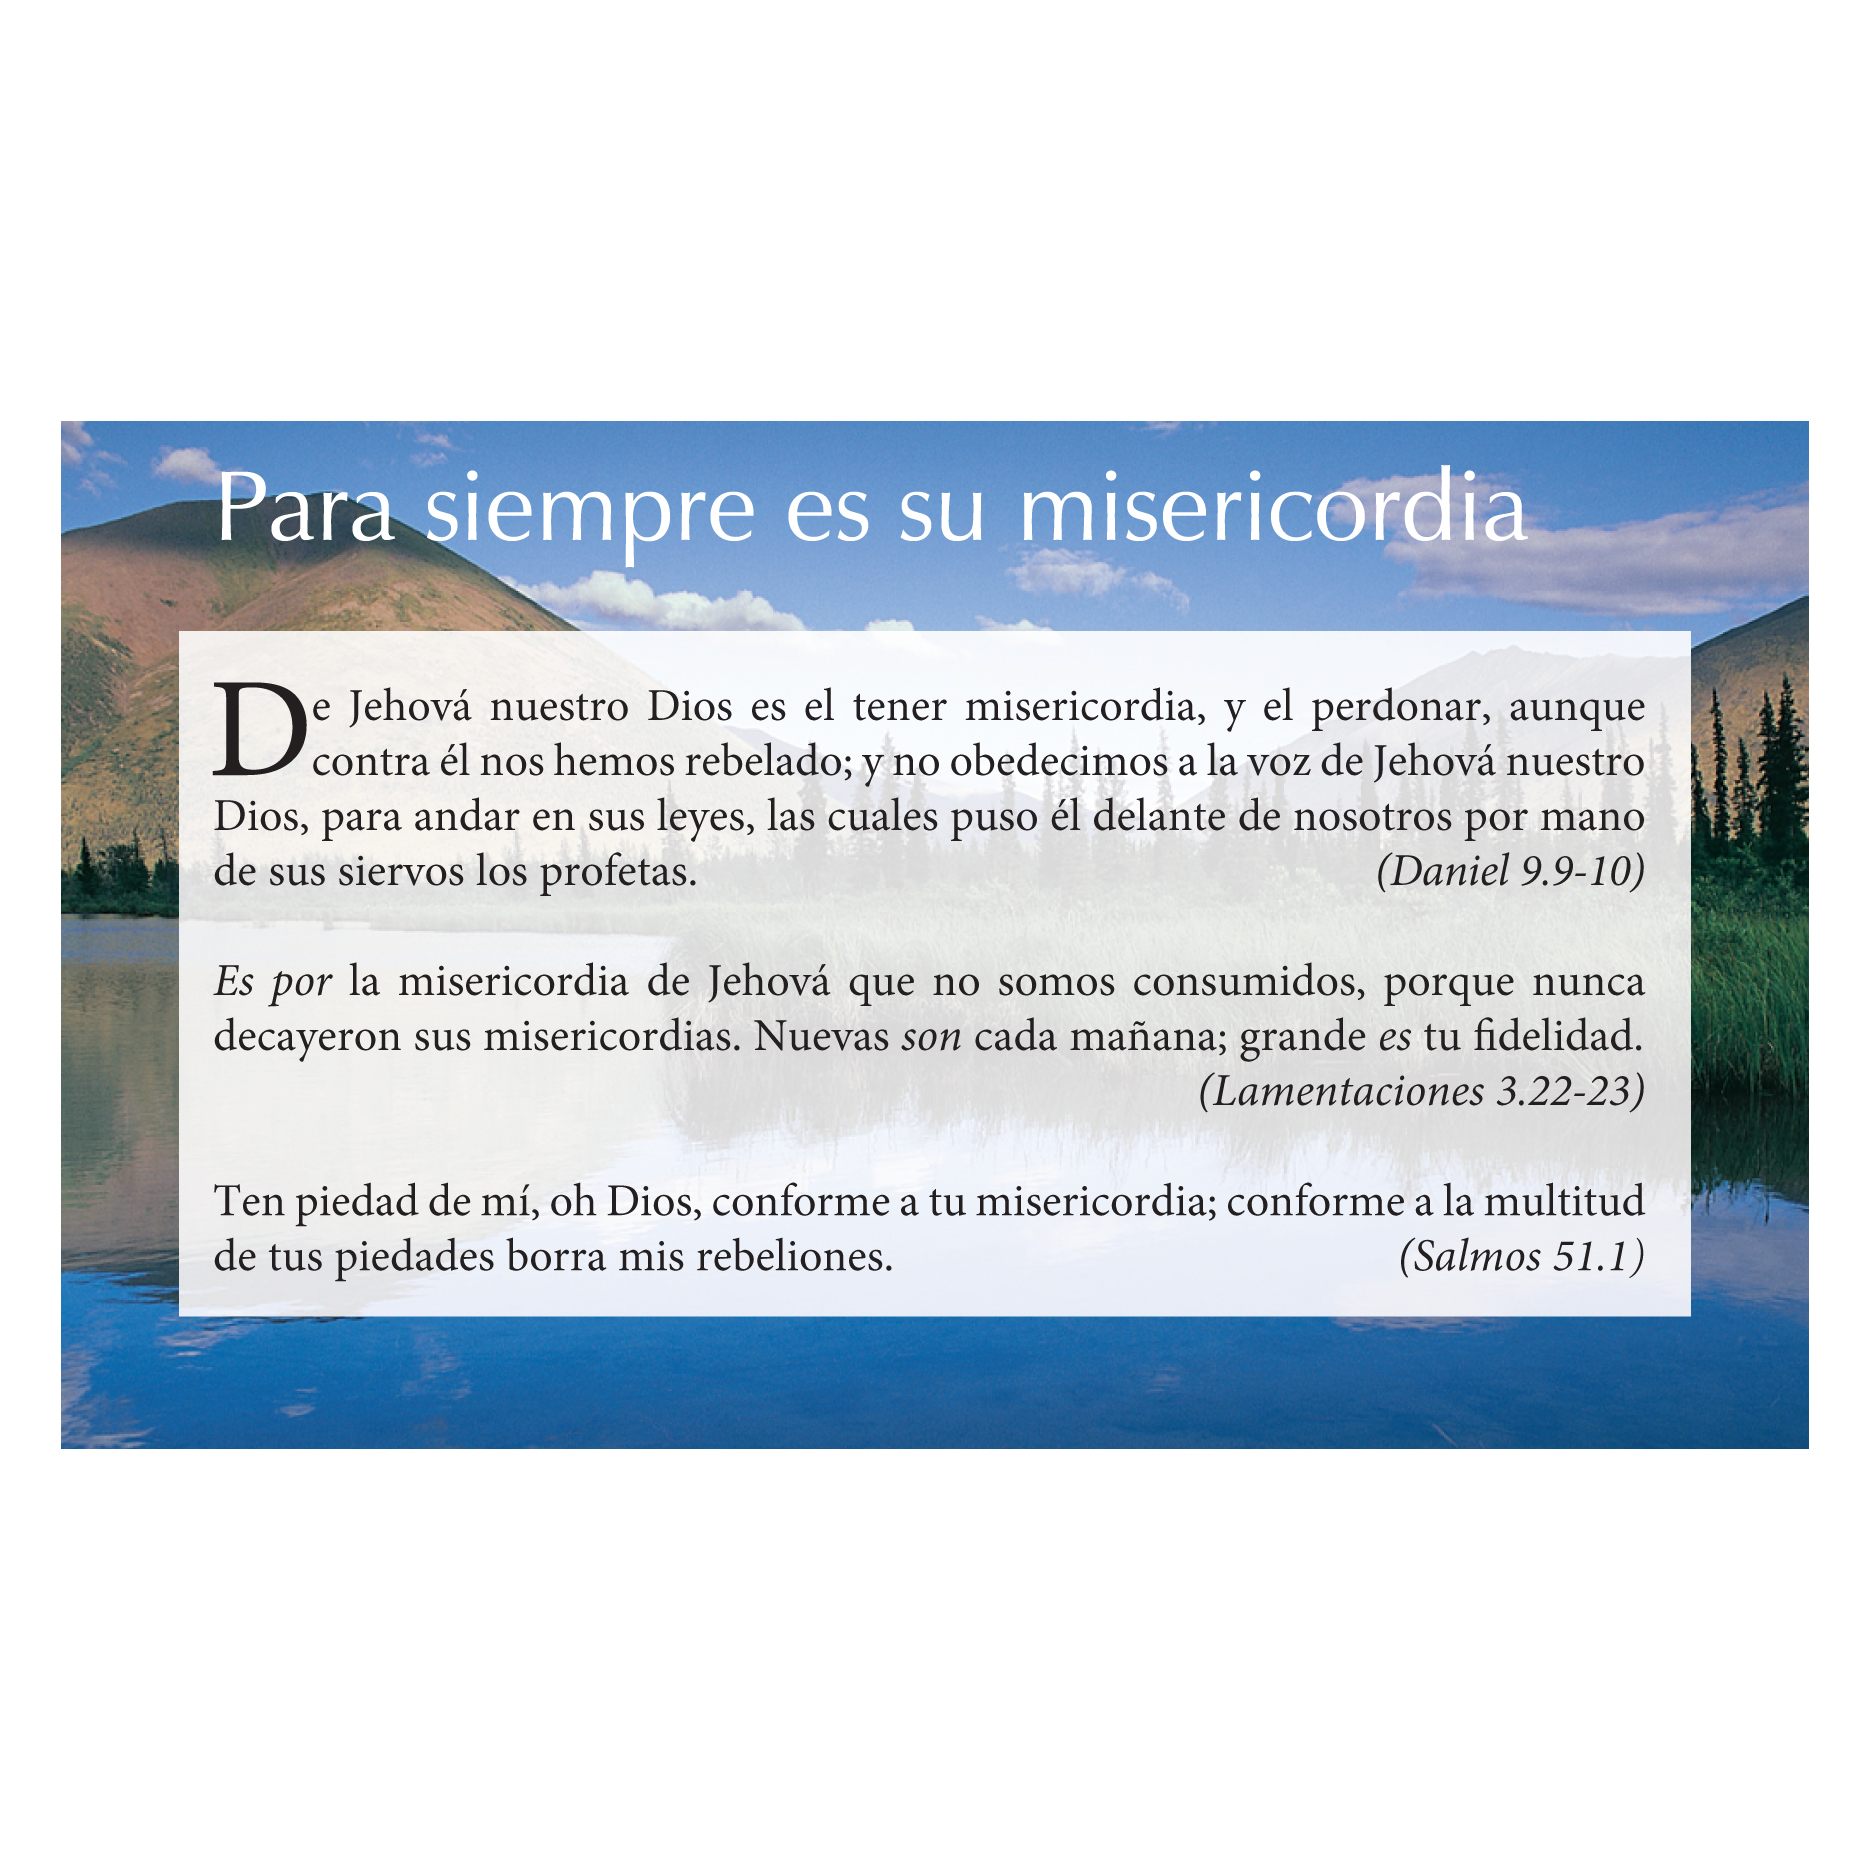 Para siempre es su misericordia
De Jehová nuestro Dios es el tener misericordia, y el perdonar, aunque
contra él nos hemos rebelado; y no obedecimos a la voz de Jehová nuestro
Dios, para andar en sus leyes, las cuales puso él delante de nosotros por mano
de sus siervos los profetas. (Daniel 9.9-10)
Es por la misericordia de Jehová que no somos consumidos, porque nunca
decayeron sus misericordias. Nuevas son cada mañana; grande es tu fidelidad.
(Lamentaciones 3.22-23)
Ten piedad de mí, oh Dios, conforme a tu misericordia; conforme a la multitud
de tus piedades borra mis rebeliones. (Salmos 51.1)